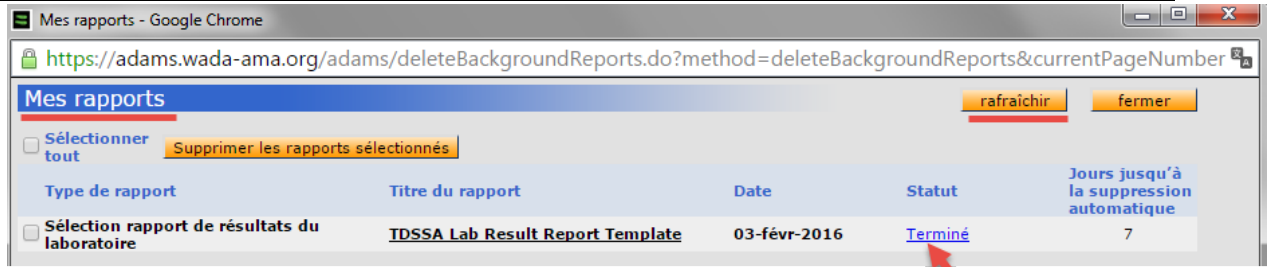 Mes rapports - Google Chrome
https://adams.wada-ama.org/adams/deleteBackgroundReports.do?method=deleteBackgroundReports&currentPageNumber
Mes rapports
rafraîchir
fermer
Sélectionner tout
Supprimer les rapports sélectionnés
Type de rapport
Titre du rapport
Date
Statut
Jours jusqu'à
la suppression
automatique
Sélection rapport de résultats du
laboratoire
TDSSA Lab Result Report Template
03-févr-2016
Terminé
7